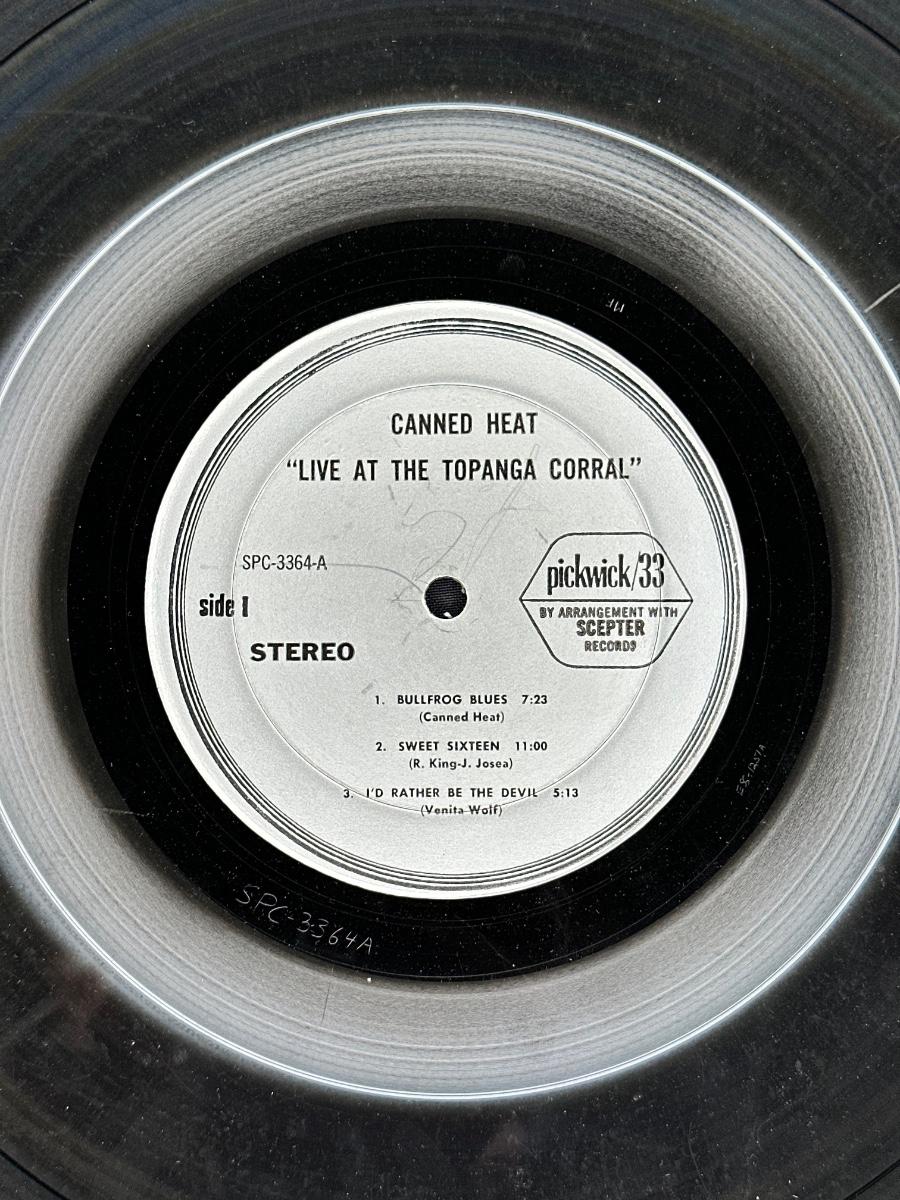 MF
CANNED HEAT
“LIVE AT THE TOPANGA CORRAL”
SPC-3364-A
side 1
STEREO
pickwick/33
BY ARRANGEMENT WITH
SCEPTER
RECORDS
1. BULLFROG BLUES 7:23
(Canned Heat)
2. SWEET SIXTEEN 11:00
(R. King-J. Josea)
3. I'D RATHER BE THE DEVIL 5:13
(Venita Wolf)
SPC-3364A